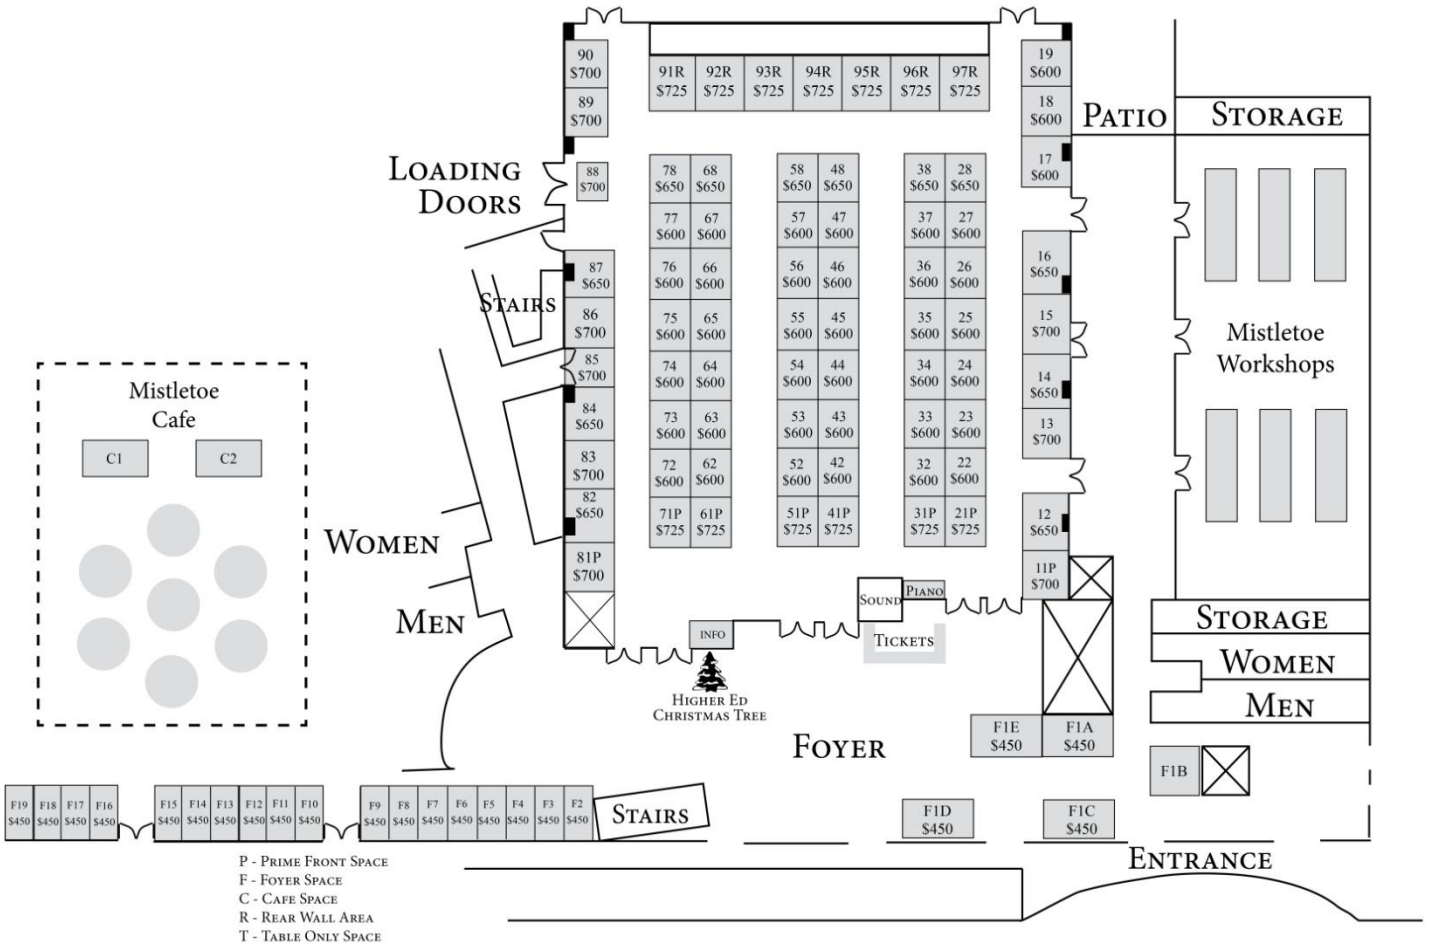 90
$700
89
$700
88
$700
91R
$725
92R
$725
93R
$725
94R
$725
95R
$725
96R
$725
97R
$725
19
$600
18
$600
17
$600
PATIO
STORAGE
LOADING
DOORS
STAIRS
87
$650
86
$700
85
$700
84
$650
83
$700
82
$650
81P
$700
78
$650
68
$650
77
$600
67
$600
76
$600
66
$600
75
$600
65
$600
74
$600
64
$600
73
$600
63
$600
72
$600
62
$600
71P
$725
61P
$725
58
$650
48
$650
57
$600
47
$600
56
$600
46
$600
55
$600
45
$600
54
$600
44
$600
53
$600
43
$600
52
$600
42
$600
51P
$725
41P
$725
38
$650
28
$650
37
$600
27
$600
36
$600
26
$600
35
$600
25
$600
34
$600
24
$600
33
$600
23
$600
32
$600
22
$600
31P
$725
21P
$725
16
$650
15
$700
14
$650
13
$700
12
$650
11P
$700
Mistletoe
Workshops
Mistletoe
Cafe
C1
C2
WOMEN
MEN
SOUND
PIANO
TICKETS
INFO
HIGHER ED
CHRISTMAS TREE
STORAGE
WOMEN
MEN
FOYER
F1E
$450
F1A
$450
F1B
F1D
$450
F1C
$450
F19
$450
F18
$450
F17
$450
F16
$450
F15
$450
F14
$450
F13
$450
F12
$450
F11
$450
F10
$450
F9
$450
F8
$450
F7
$450
F6
$450
F5
$450
F4
$450
F3
$450
F2
$450
STAIRS
ENTRANCE
P - PRIME FRONT SPACE
F - FOYER SPACE
C - CAFE SPACE
R - REAR WALL AREA
T - TABLE ONLY SPACE